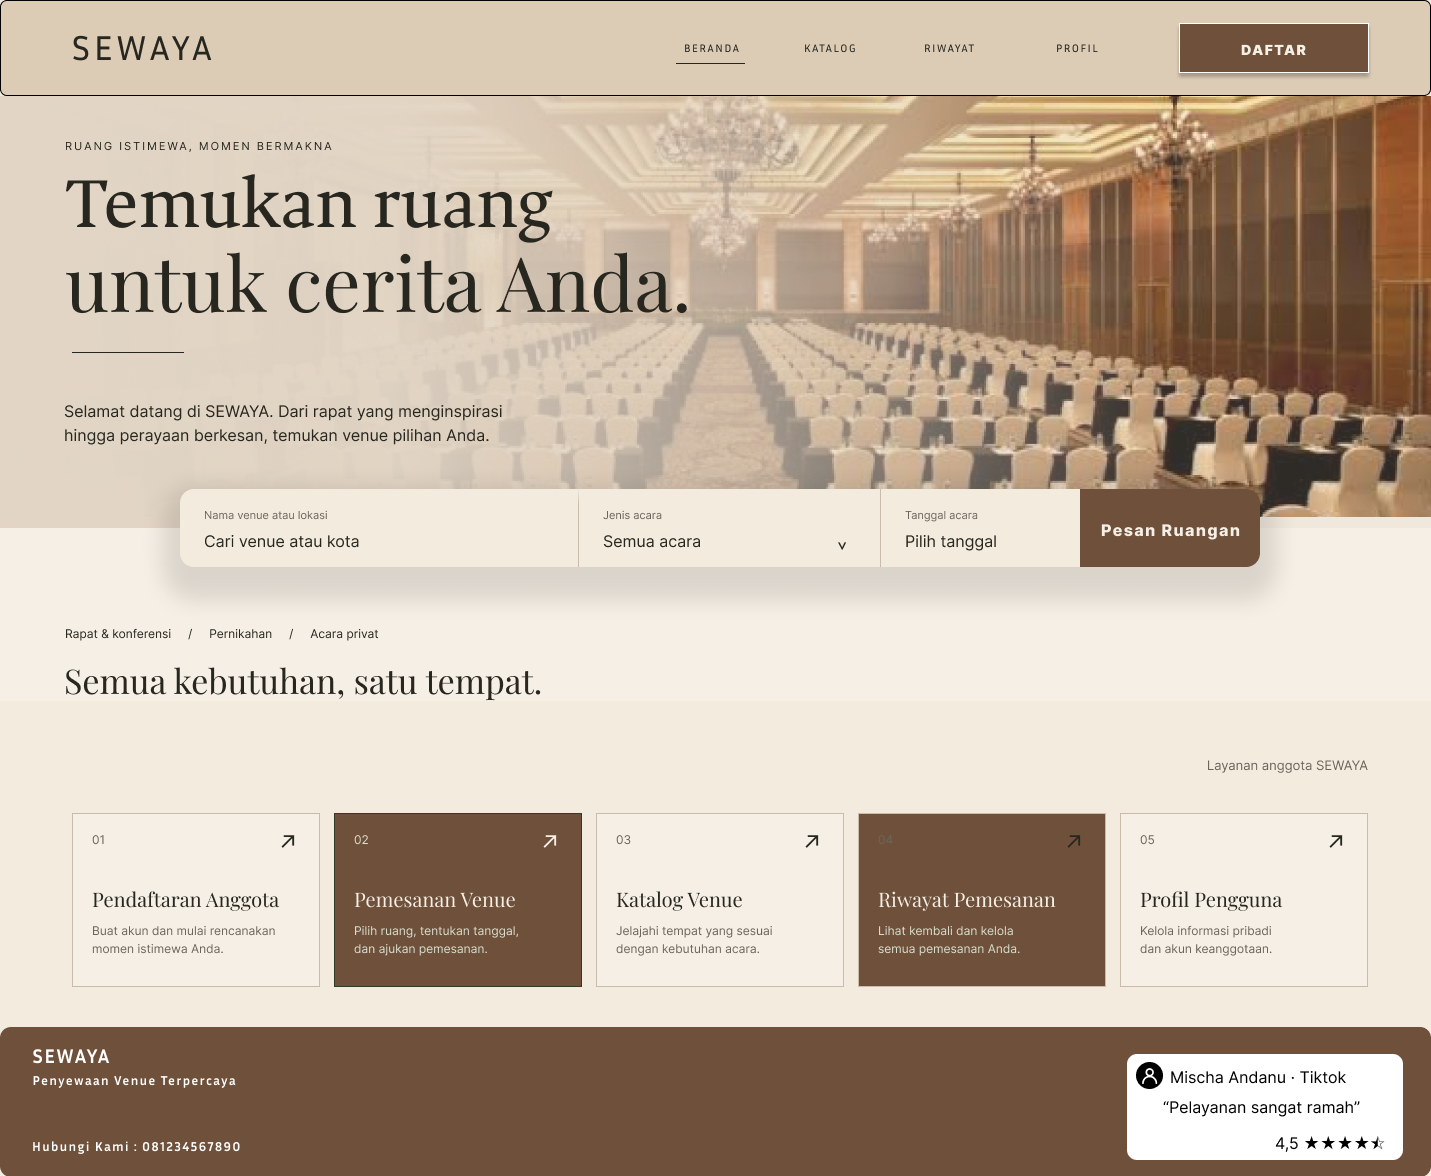 SEWAYA
BERANDA
KATALOG
RIWAYAT
PROFIL
DAFTAR
RUANG ISTIMEWA, MOMEN BERMAKNA
Temukan ruang
untuk cerita Anda.
Selamat datang di SEWAYA. Dari rapat yang menginspirasi
hingga perayaan berkesan, temukan venue pilihan Anda.
Nama venue atau lokasi
Cari venue atau kota
Jenis acara
Semua acara
Tanggal acara
Pilih tanggal
Pesan Ruangan
Rapat & konferensi / Pernikahan / Acara privat
Semua kebutuhan, satu tempat.
Layanan anggota SEWAYA
01
Pendaftaran Anggota
Buat akun dan mulai rencanakan
momen istimewa Anda.
02
Pemesanan Venue
Pilih ruang, tentukan tanggal,
dan ajukan pemesanan.
03
Katalog Venue
Jelajahi tempat yang sesuai
dengan kebutuhan acara.
04
Riwayat Pemesanan
Lihat kembali dan kelola
semua pemesanan Anda.
05
Profil Pengguna
Kelola informasi pribadi
dan akun keanggotaan.
SEWAYA
Penyewaan Venue Terpercaya
Hubungi Kami : 081234567890
Mischa Andanu · Tiktok
“Pelayanan sangat ramah”
4,5